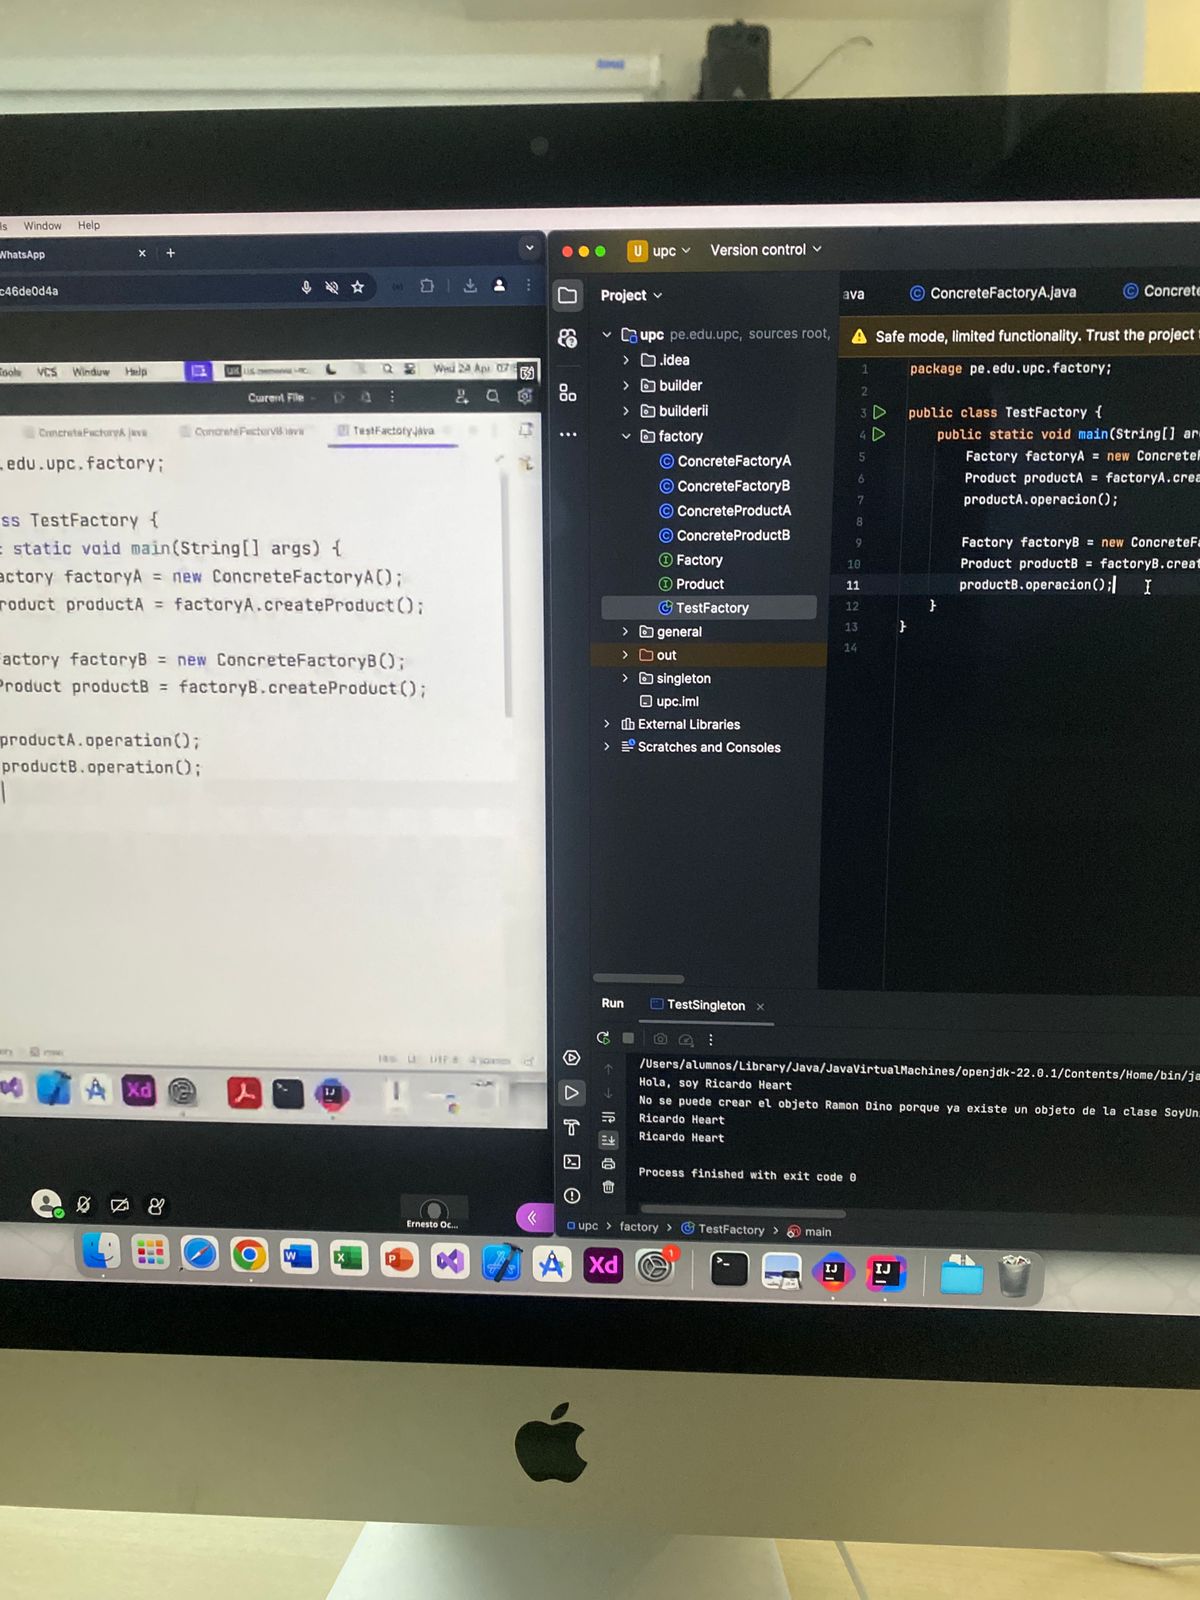 Window Help
WhatsApp
c46de0d4a
Tools VCS Window Help
Wed 24 Apr 07
Current File
ConcreteFactoryA.java ConcreteFactoryB.java TestFactory.java
.edu.upc.factory;
ss TestFactory {
static void main(String[] args) {
actory factoryA = new ConcreteFactoryA();
roduct productA = factoryA.createProduct();
actory factoryB = new ConcreteFactoryB();
Product productB = factoryB.createProduct();
productA.operation();
productB.operation();
Xd
IJ
Ernesto Oc...
U upc Version control
Project
upc pe.edu.upc, sources root,
.idea
builder
builderii
factory
ConcreteFactoryA
ConcreteFactoryB
ConcreteProductA
ConcreteProductB
Factory
Product
TestFactory
general
out
singleton
upc.iml
External Libraries
Scratches and Consoles
ava ConcreteFactoryA.java Concrete
Safe mode, limited functionality. Trust the project
1 package pe.edu.upc.factory;
2
3 public class TestFactory {
4 public static void main(String[] ar
5 Factory factoryA = new Concrete
6 Product productA = factoryA.crea
7 productA.operacion();
8
9 Factory factoryB = new ConcreteFa
10 Product productB = factoryB.creat
11 productB.operacion();
12 }
13 }
14
Run TestSingleton
/Users/alumnos/Library/Java/JavaVirtualMachines/openjdk-22.0.1/Contents/Home/bin/ja
Hola, soy Ricardo Heart
No se puede crear el objeto Ramon Dino porque ya existe un objeto de la clase SoyUn
Ricardo Heart
Ricardo Heart
Process finished with exit code 0
upc > factory > TestFactory > main
W X P Xd 1 IJ IJ